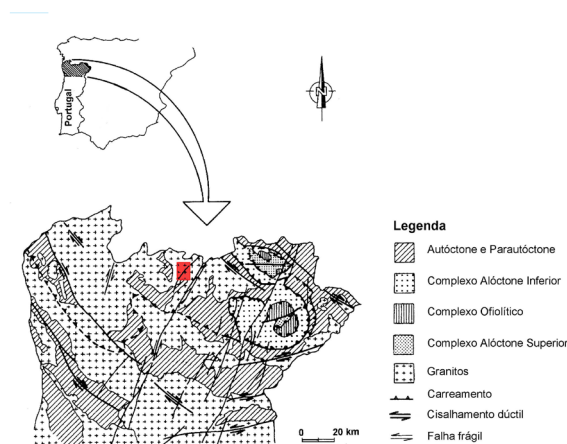 Portugal
N
Legenda
Autóctone e Parautóctone
Complexo Alóctone Inferior
Complexo Ofiolítico
Complexo Alóctone Superior
Granitos
Carreamento
Cisalhamento dúctil
Falha frágil
0 20 km